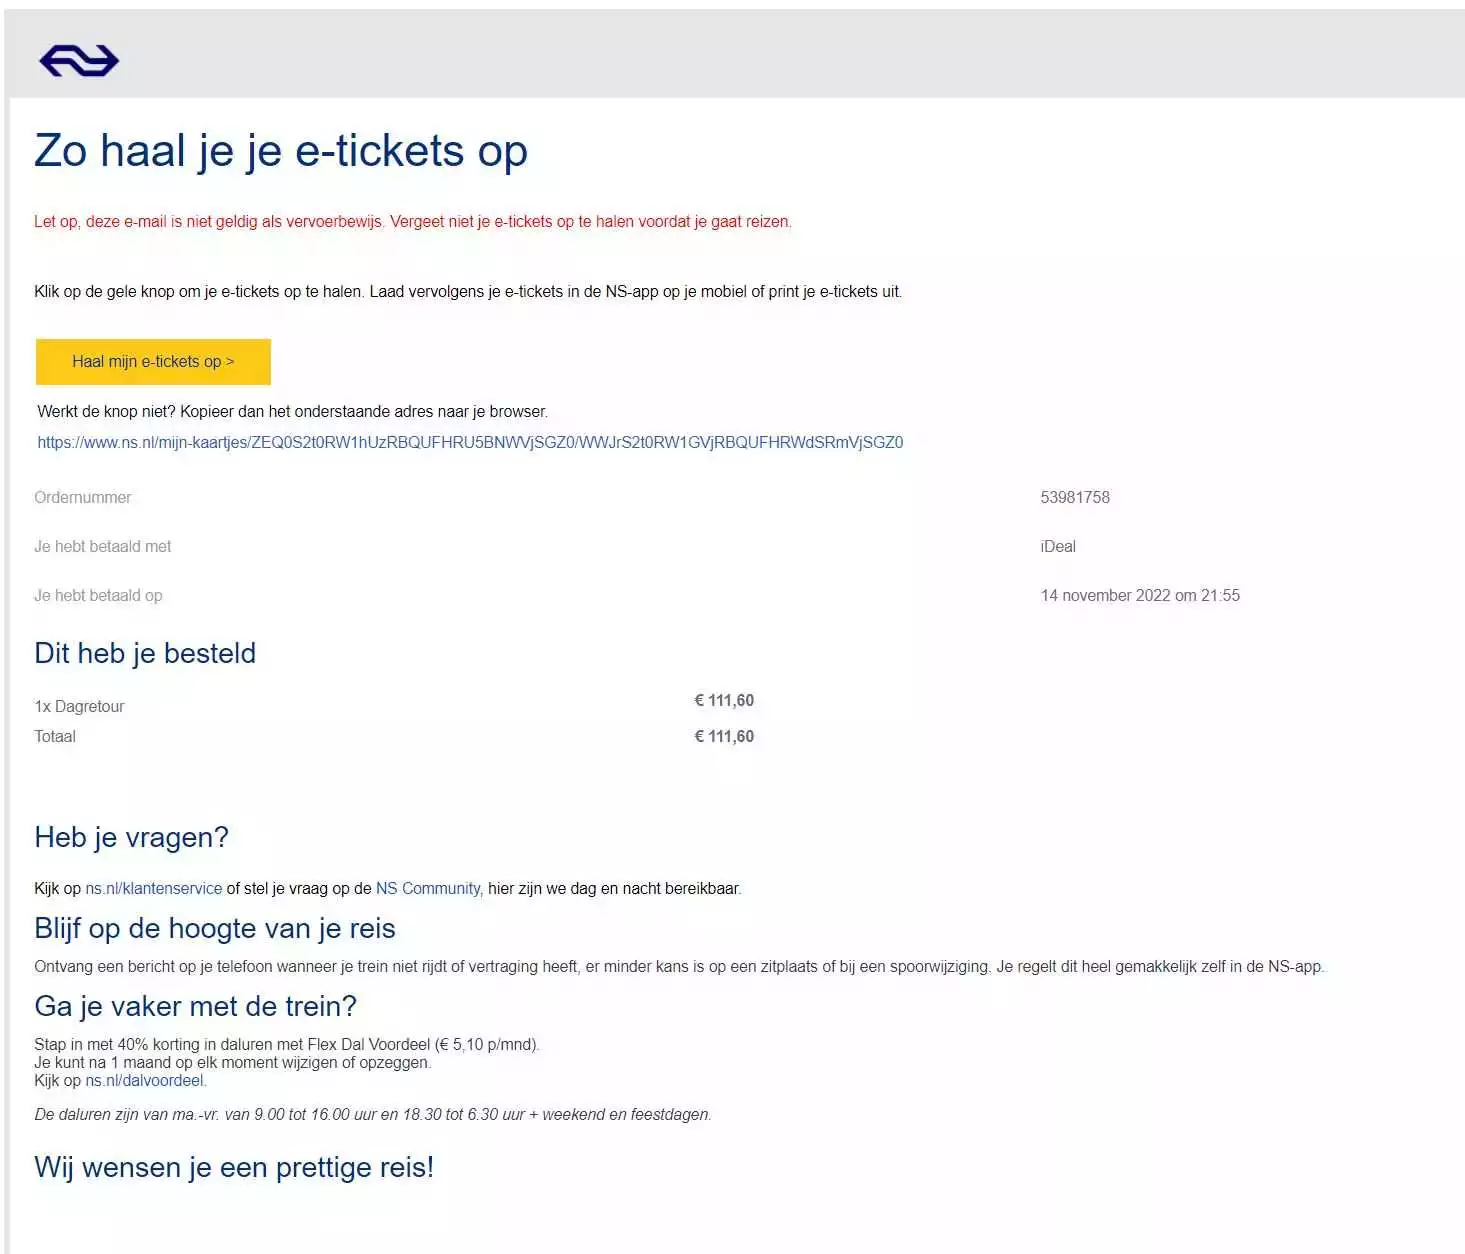 Zo haal je je e-tickets op
Let op, deze e-mail is niet geldig als vervoerbewijs. Vergeet niet je e-tickets op te halen voordat je gaat reizen.
Klik op de gele knop om je e-tickets op te halen. Laad vervolgens je e-tickets in de NS-app op je mobiel of print je e-tickets uit.
Haal mijn e-tickets op >
Werkt de knop niet? Kopieer dan het onderstaande adres naar je browser.
https://www.ns.nl/mijn-kaartjes/ZEQ0S2t0RW1hUzRBQUFHRU5BNWVjSGZ0/WWJrS2t0RW1GVjRBQUFHRWdSRmVjSGZ0
Ordernummer 53981758
Je hebt betaald met iDeal
Je hebt betaald op 14 november 2022 om 21:55
Dit heb je besteld
1x Dagretour € 111,60
Totaal € 111,60
Heb je vragen?
Kijk op ns.nl/klantenservice of stel je vraag op de NS Community, hier zijn we dag en nacht bereikbaar.
Blijf op de hoogte van je reis
Ontvang een bericht op je telefoon wanneer je trein niet rijdt of vertraging heeft, er minder kans is op een zitplaats of bij een spoorwijziging. Je regelt dit heel gemakkelijk zelf in de NS-app.
Ga je vaker met de trein?
Stap in met 40% korting in daluren met Flex Dal Voordeel (€ 5,10 p/mnd).
Je kunt na 1 maand op elk moment wijzigen of opzeggen.
Kijk op ns.nl/dalvoordeel.
De daluren zijn van ma.-vr. van 9.00 tot 16.00 uur en 18.30 tot 6.30 uur + weekend en feestdagen.
Wij wensen je een prettige reis!